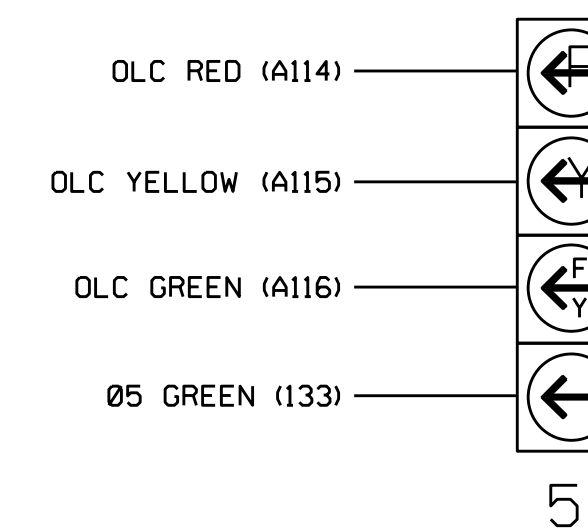 OLC RED (A114)
R
OLC YELLOW (A115)
Y
OLC GREEN (A116)
F
Y
Ø5 GREEN (133)
5